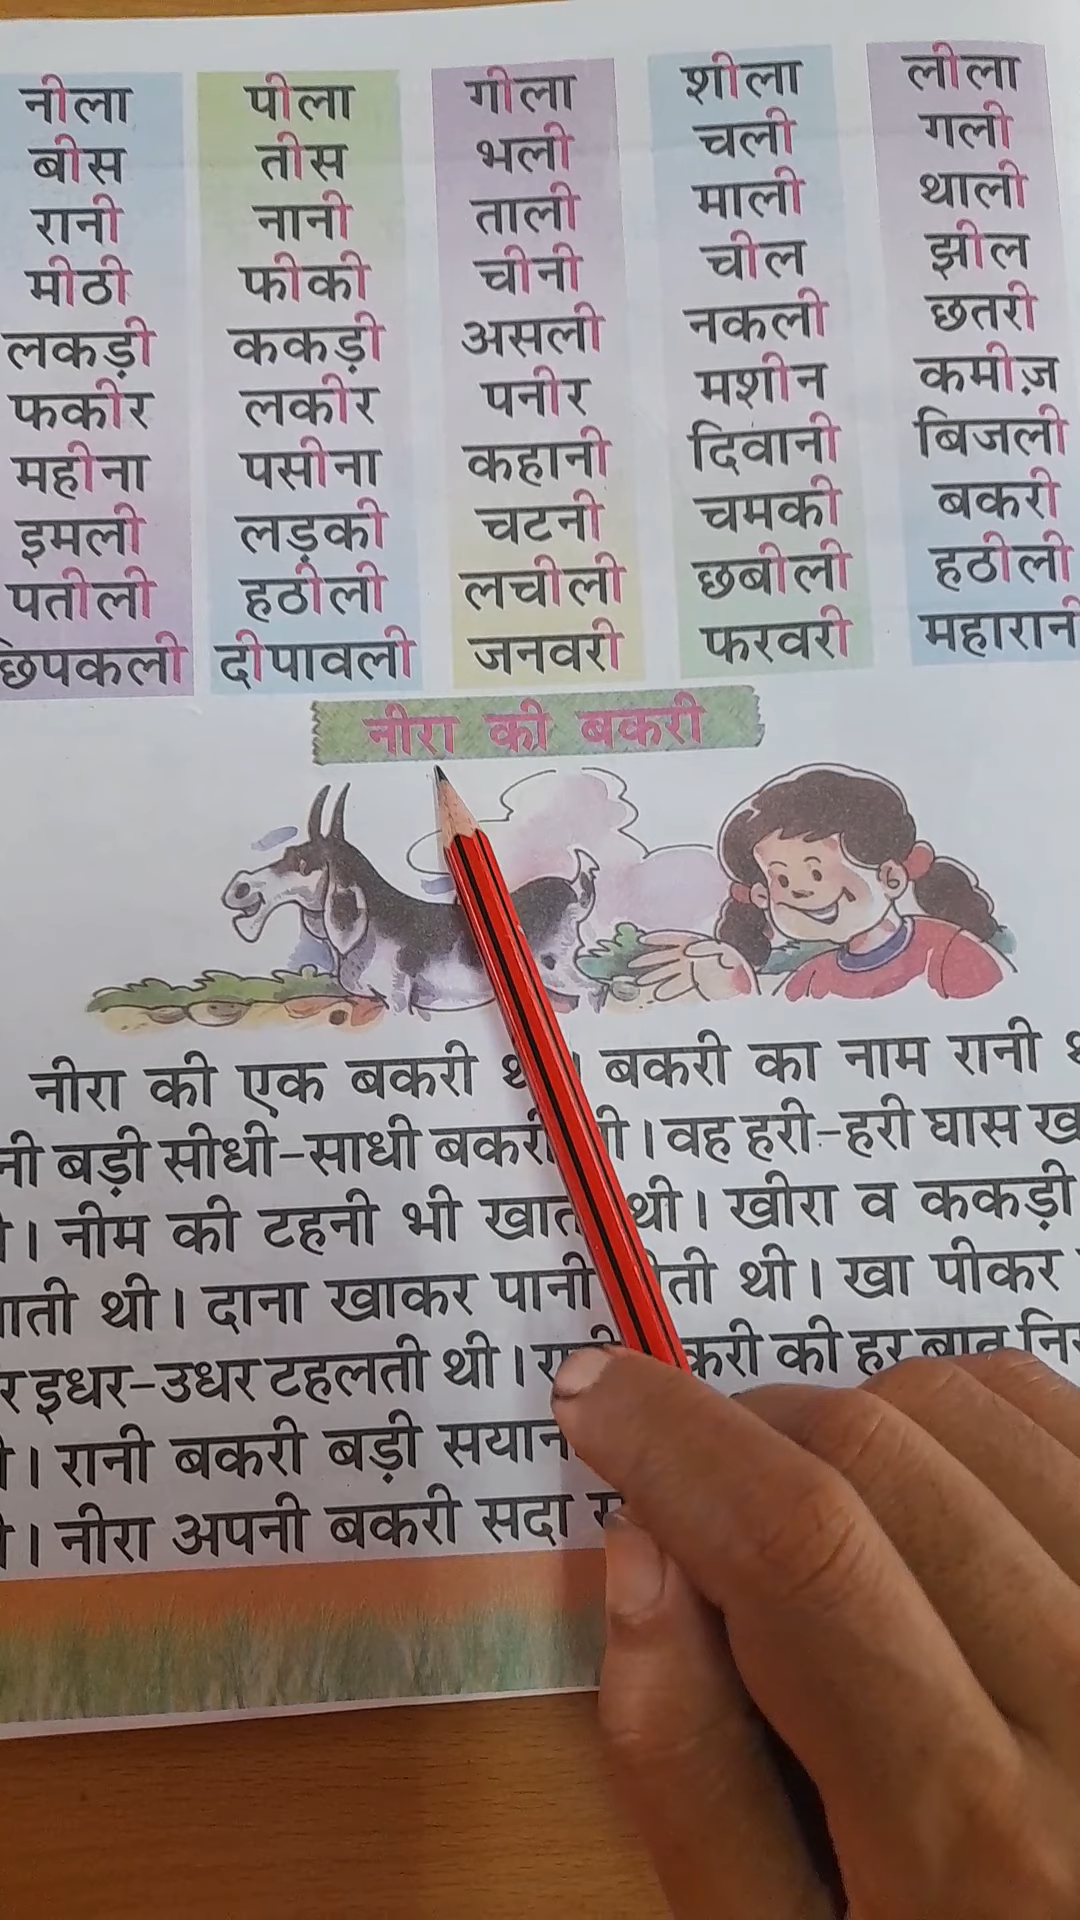 नीला पीला गीला शीला लीला
बीस तीस भली चली गली
रानी नानी ताली माली थाली
मीठी फीकी चीनी चील झील
लकड़ी ककड़ी असली नकली छतरी
फकीर लकीर पनीर मशीन कमीज़
महीना पसीना कहानी दिवानी बिजली
इमली लड़की चटनी चमकी बकरी
पतीली हठीली लचीली छबीली हठीली
छिपकली दीपावली जनवरी फरवरी
नीरा की बकरी
नीरा की एक बकरी बकरी का नाम रानी
बड़ी सीधी-साधी वह हरी-हरी घास
। नीम की टहनी भी थी। खीरा व ककड़ी
थी। दाना खाकर पानी थी। खा पीकर
इधर-उधर टहलती थी। की हर
। रानी बकरी बड़ी
। नीरा अपनी बकरी सदा